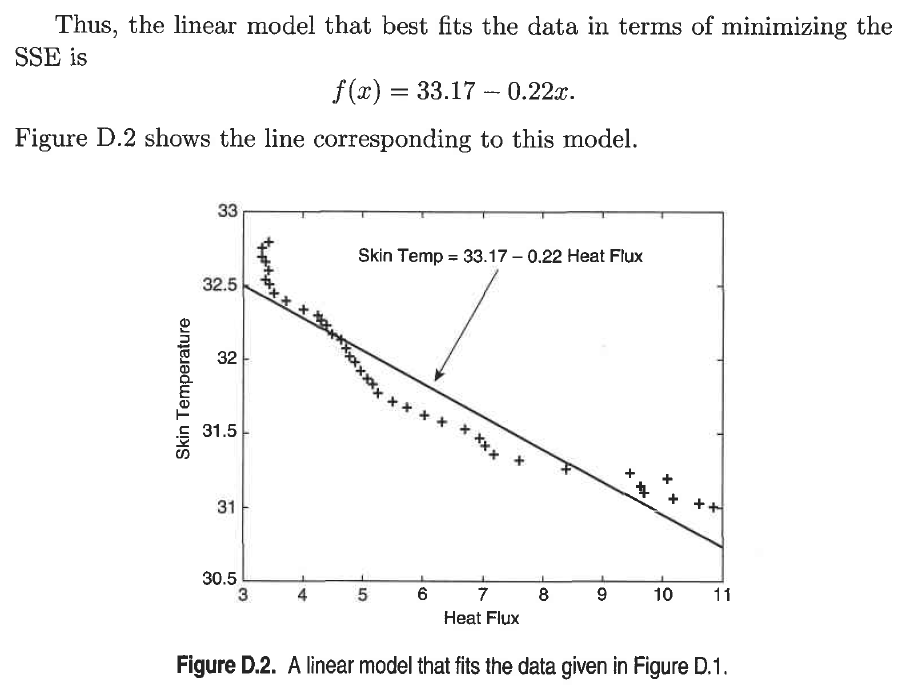 Thus, the linear model that best fits the data in terms of minimizing the
SSE is
f(x) = 33.17 − 0.22x.
Figure D.2 shows the line corresponding to this model.
33
Skin Temp = 33.17 – 0.22 Heat Flux
32.5
32
31.5
31
30.5
Skin Temperature
3 4 5 6 7 8 9 10 11
Heat Flux
Figure D.2. A linear model that fits the data given in Figure D.1.